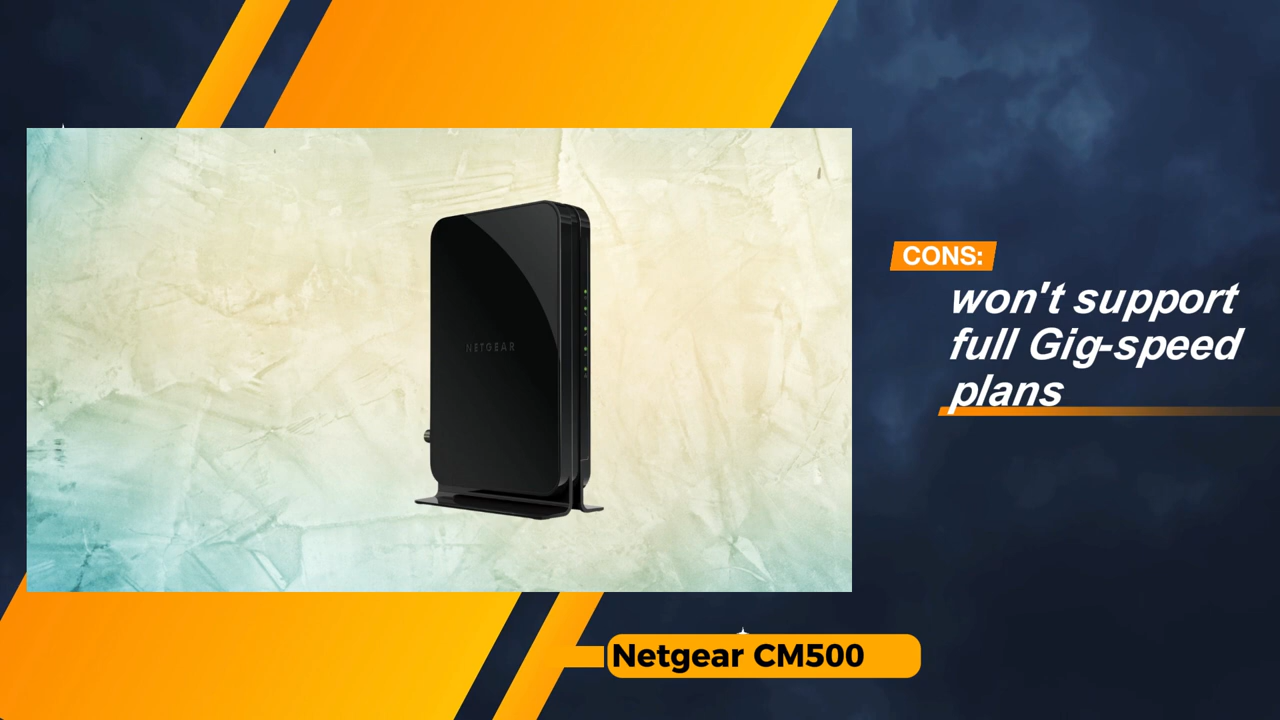 NETGEAR
CONS:
won't support
full Gig-speed
plans
Netgear CM500